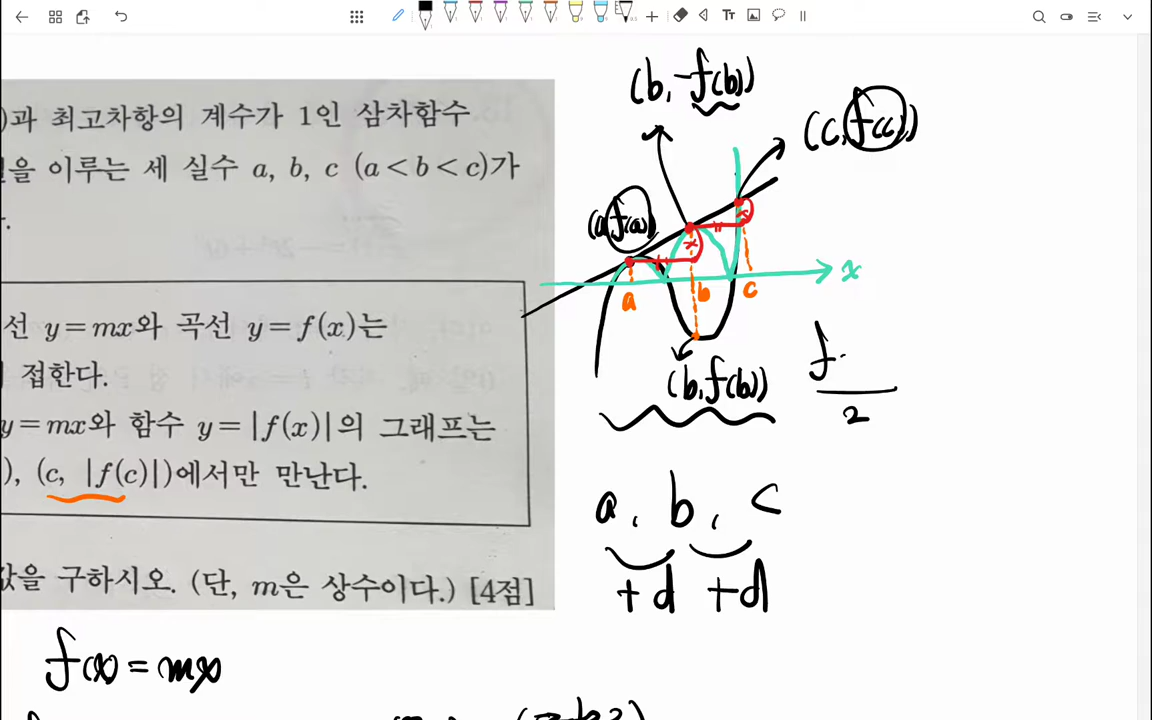 )과 최고차항의 계수가 1인 삼차함수
을 이루는 세 실수 a, b, c (a<b<c)가
선 y=mx와 곡선 y=f(x)는
접한다.
y=mx와 함수 y=|f(x)|의 그래프는
), (c, |f(c)|)에서만 만난다.
값을 구하시오. (단, m은 상수이다.) [4점]
f(x)=mx
(b, -f(b))
(c, f(c))
(a, f(a))
x
a b c
(b, f(b))
f
2
a, b, c
+d +d